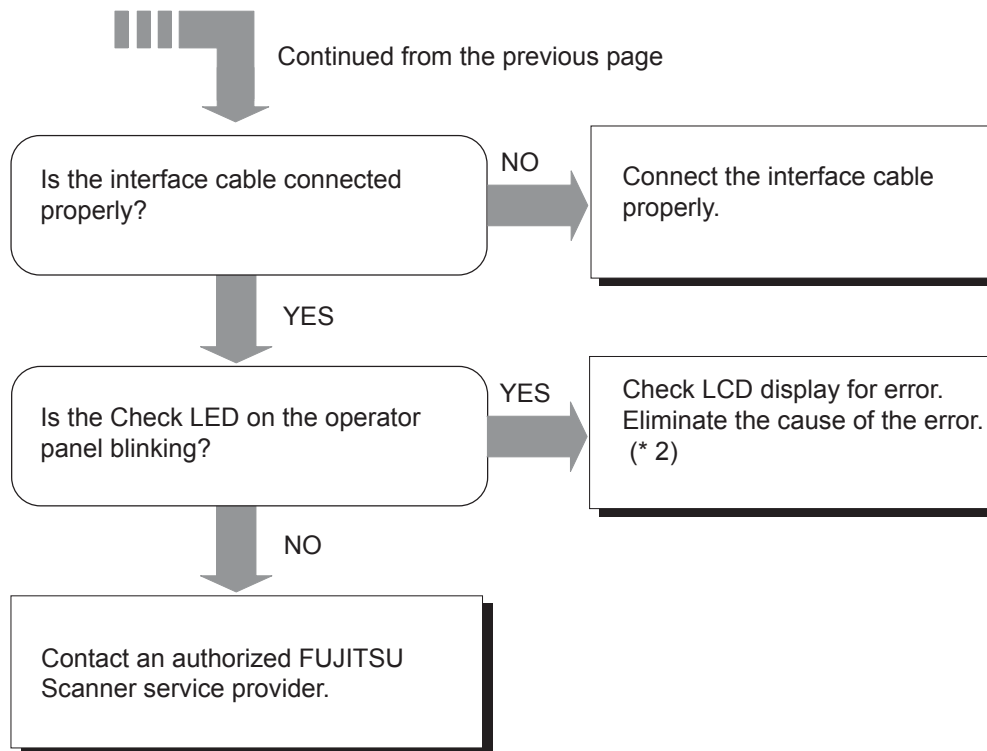 Continued from the previous page
Is the interface cable connected
properly?
NO
Connect the interface cable
properly.
YES
Is the Check LED on the operator
panel blinking?
YES
Check LCD display for error.
Eliminate the cause of the error.
(* 2)
NO
Contact an authorized FUJITSU
Scanner service provider.